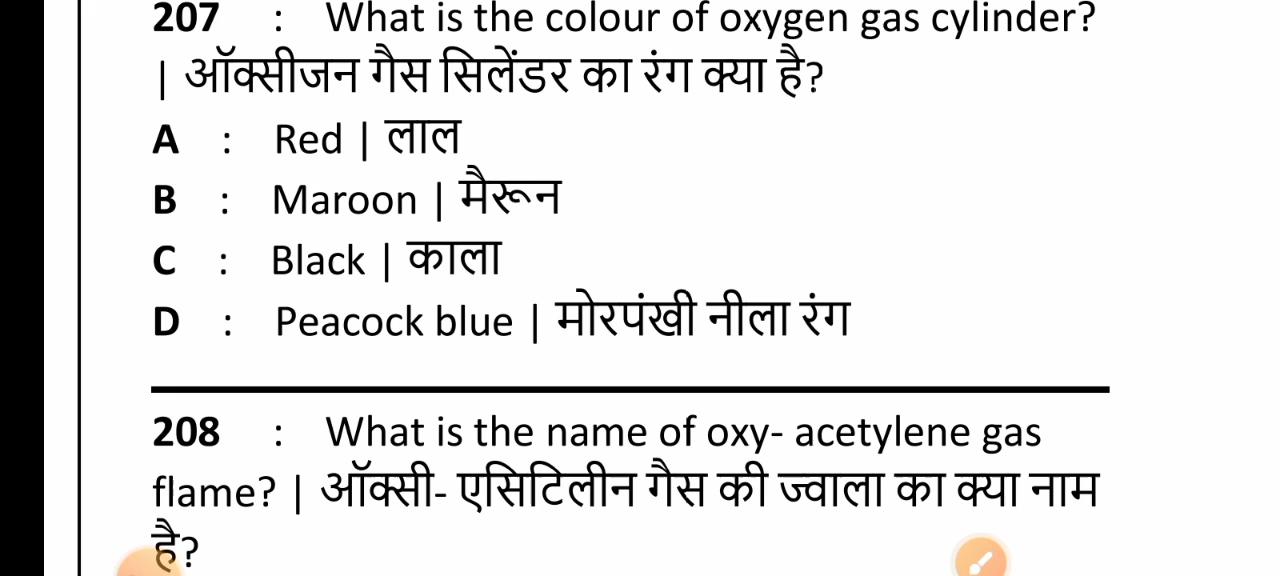 207 : What is the colour of oxygen gas cylinder?
| ऑक्सीजन गैस सिलेंडर का रंग क्या है?
A : Red | लाल
B : Maroon | मैरून
C : Black | काला
D : Peacock blue | मोरपंखी नीला रंग
208 : What is the name of oxy- acetylene gas
flame? | ऑक्सी- एसिटिलीन गैस की ज्वाला का क्या नाम
है?